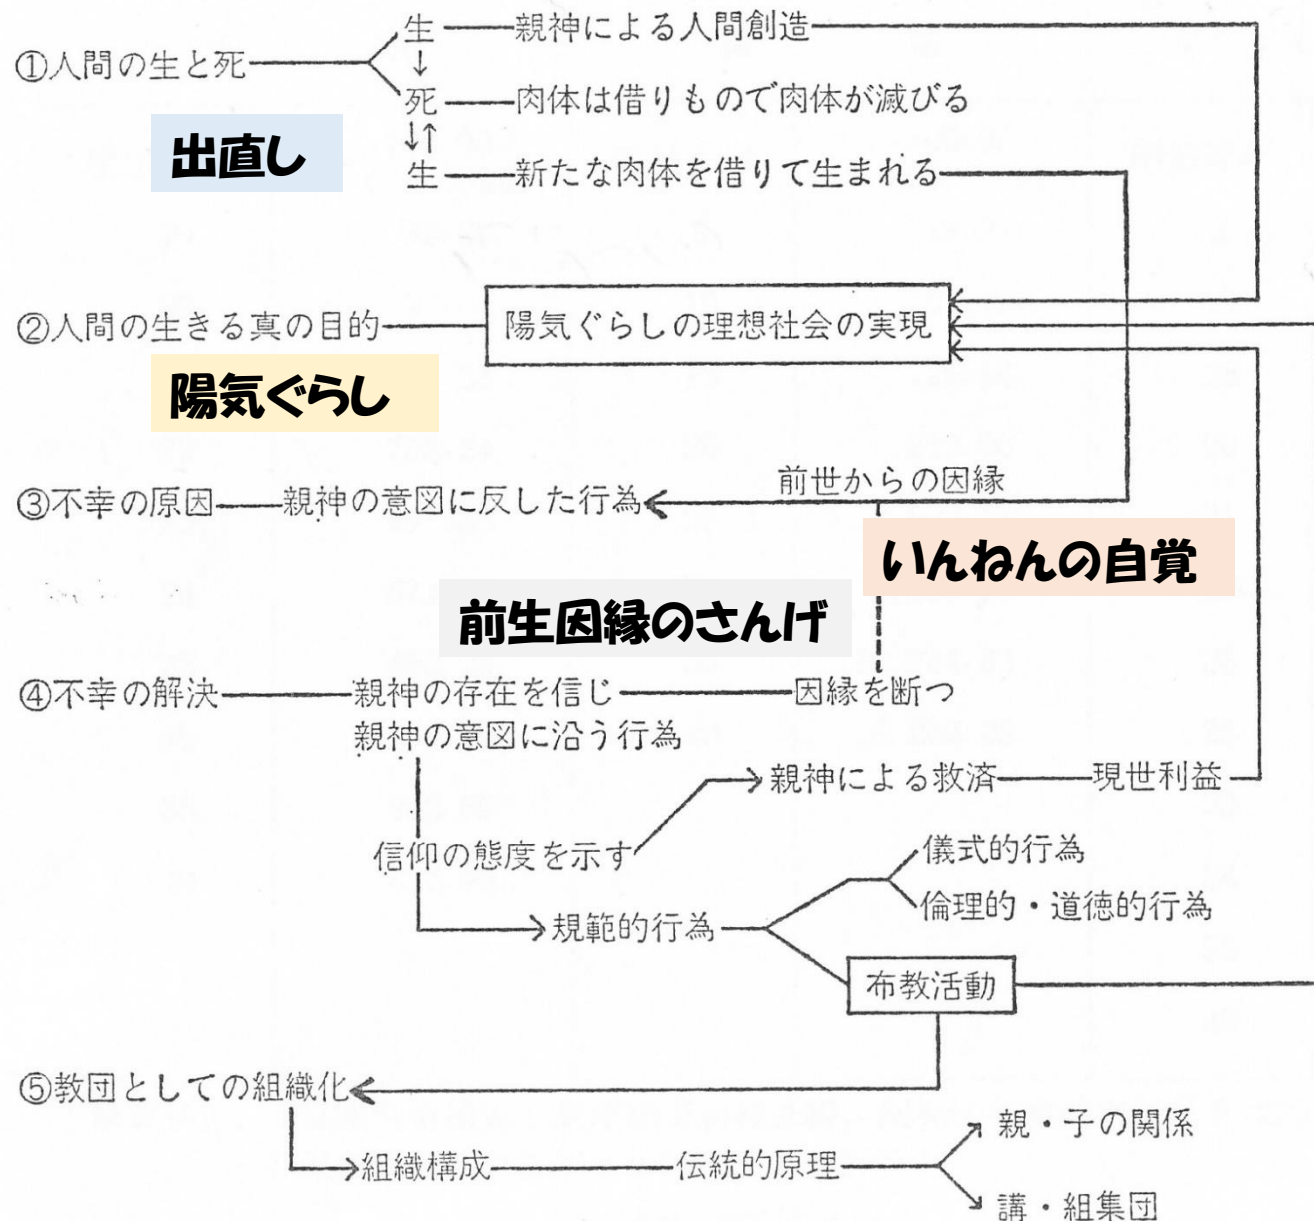 生 親神による人間創造
①人間の生と死
↓
死 肉体は借りもので肉体が滅びる
↓↑
出直し
生 新たな肉体を借りて生まれる
②人間の生きる真の目的 陽気ぐらしの理想社会の実現
陽気ぐらし
前世からの因縁
③不幸の原因 親神の意図に反した行為
いんねんの自覚
前生因縁のさんげ
④不幸の解決 親神の存在を信じ 因縁を断つ
親神の意図に沿う行為
親神による救済 現世利益
信仰の態度を示す
儀式的行為
倫理的・道徳的行為
規範的行為
布教活動
⑤教団としての組織化
親・子の関係
組織構成 伝統的原理
講・組集団